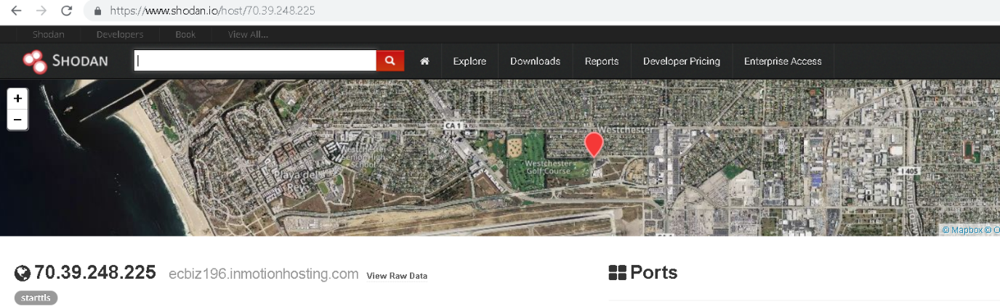 https://www.shodan.io/host/70.39.248.225
Shodan Developers Book View All...
SHODAN Explore Downloads Reports Developer Pricing Enterprise Access
+
−
CA 1
Westchester
Westchester
Senior High
School
Westchester
Golf Course
Playa del
Rey
I 405
© Mapbox © O
70.39.248.225 ecbiz196.inmotionhosting.com View Raw Data
Ports
starttls